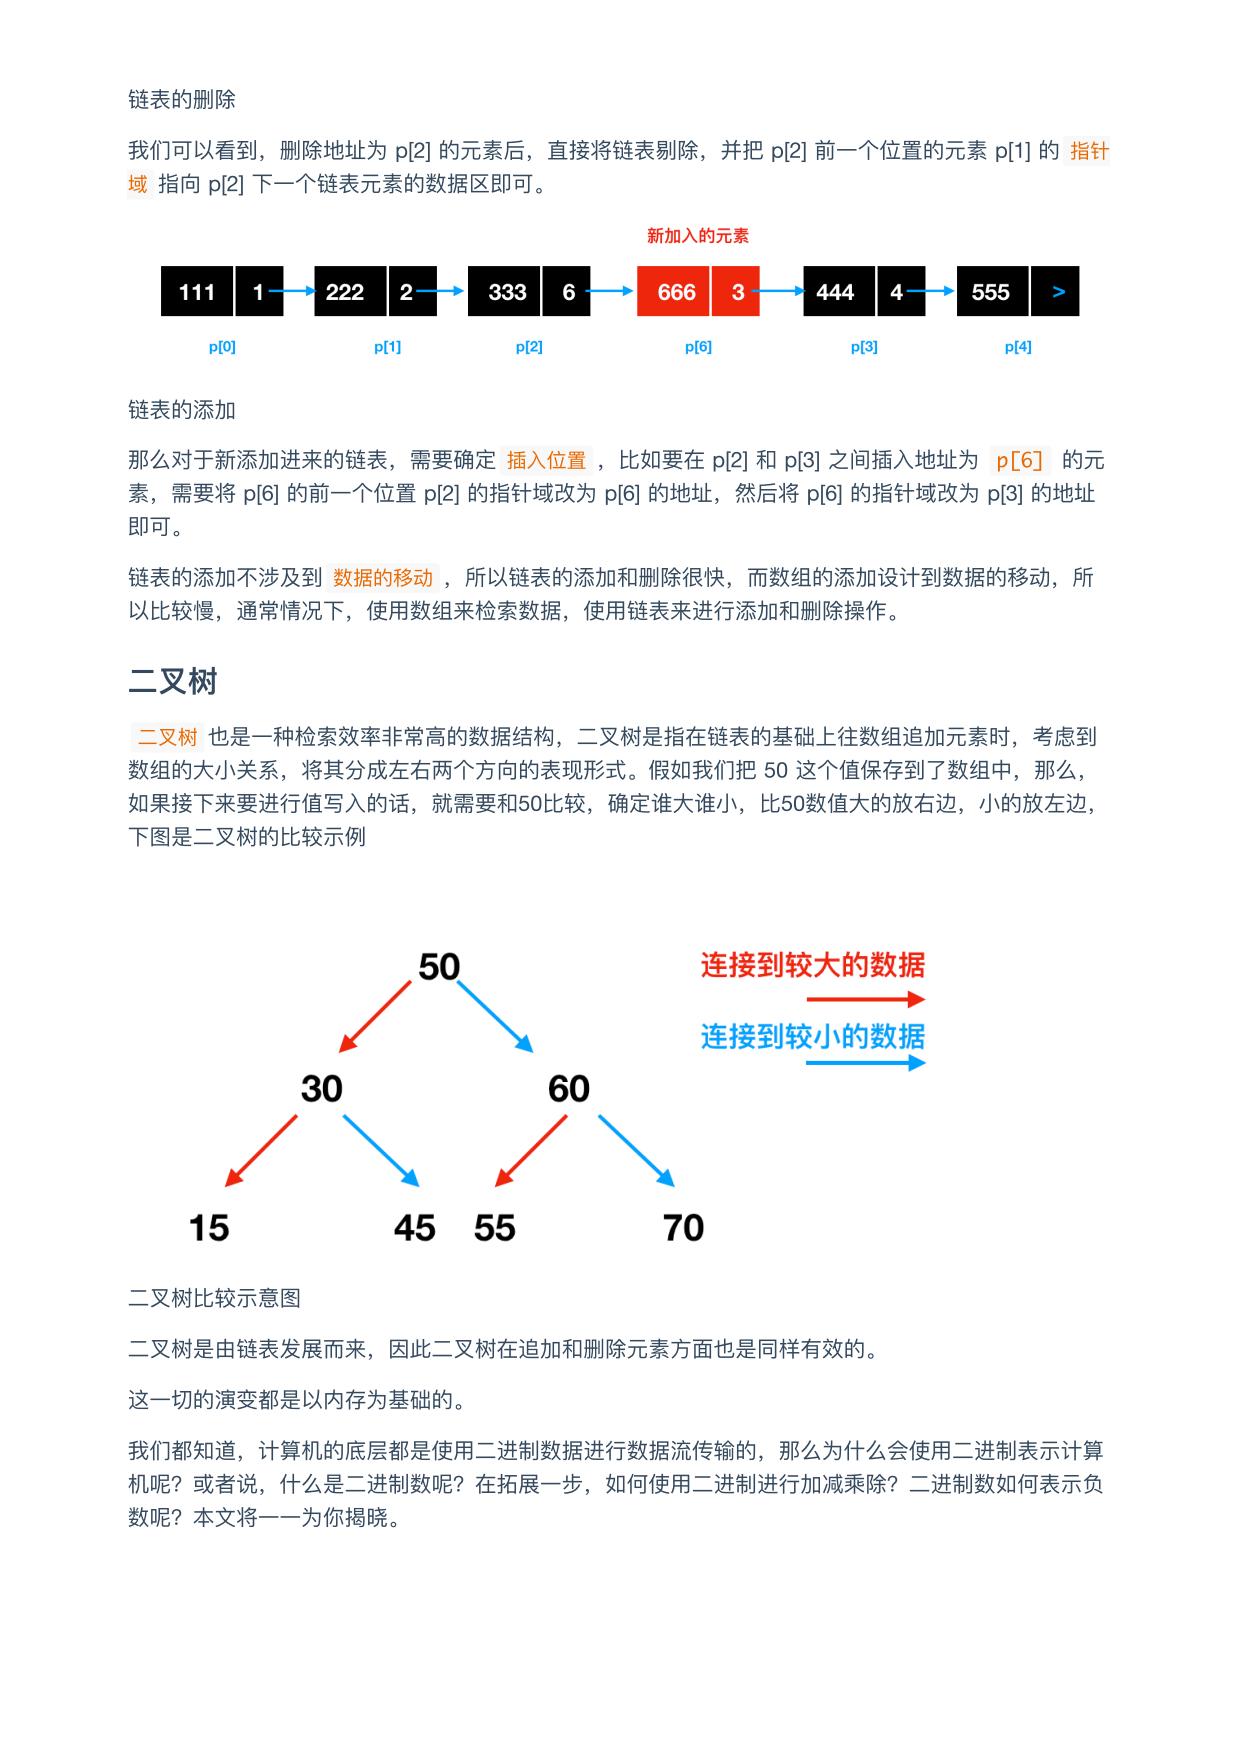 链表的删除
我们可以看到，删除地址为 p[2] 的元素后，直接将链表剔除，并把 p[2] 前一个位置的元素 p[1] 的 指针
域 指向 p[2] 下一个链表元素的数据区即可。
新加入的元素
111 1 222 2 333 6 666 3 444 4 555 >
p[0] p[1] p[2] p[6] p[3] p[4]
链表的添加
那么对于新添加进来的链表，需要确定 插入位置 ，比如要在 p[2] 和 p[3] 之间插入地址为 p[6] 的元
素，需要将 p[6] 的前一个位置 p[2] 的指针域改为 p[6] 的地址，然后将 p[6] 的指针域改为 p[3] 的地址
即可。
链表的添加不涉及到 数据的移动 ，所以链表的添加和删除很快，而数组的添加设计到数据的移动，所
以比较慢，通常情况下，使用数组来检索数据，使用链表来进行添加和删除操作。
二叉树
二叉树 也是一种检索效率非常高的数据结构，二叉树是指在链表的基础上往数组追加元素时，考虑到
数组的大小关系，将其分成左右两个方向的表现形式。假如我们把 50 这个值保存到了数组中，那么，
如果接下来要进行值写入的话，就需要和50比较，确定谁大谁小，比50数值大的放右边，小的放左边，
下图是二叉树的比较示例
50
连接到较大的数据
连接到较小的数据
30 60
15 45 55 70
二叉树比较示意图
二叉树是由链表发展而来，因此二叉树在追加和删除元素方面也是同样有效的。
这一切的演变都是以内存为基础的。
我们都知道，计算机的底层都是使用二进制数据进行数据流传输的，那么为什么会使用二进制表示计算
机呢？或者说，什么是二进制数呢？在拓展一步，如何使用二进制进行加减乘除？二进制数如何表示负
数呢？本文将一一为你揭晓。